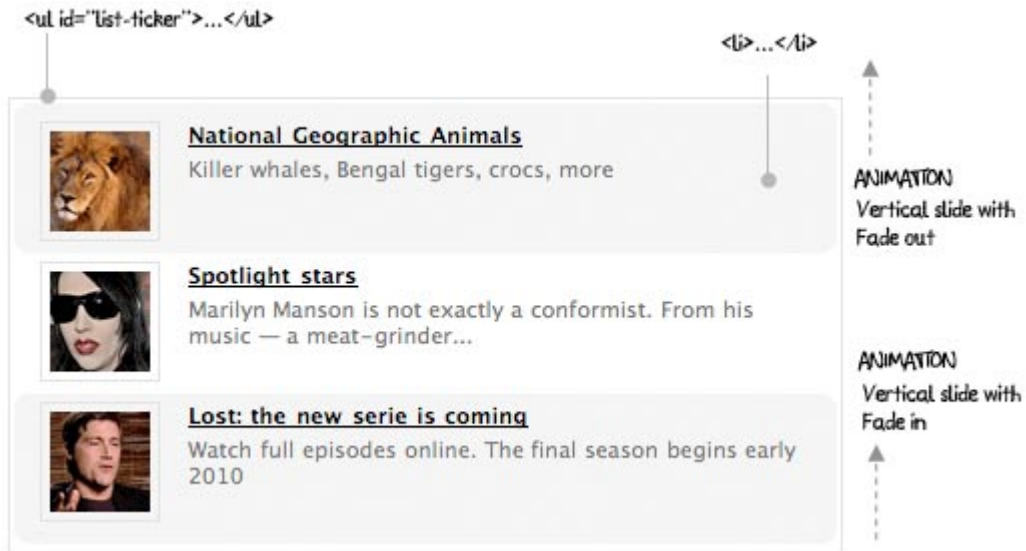 <ul id="list-ticker">...</ul>
<li>...</li>
National Geographic Animals
Killer whales, Bengal tigers, crocs, more
ANIMATION
Vertical slide with
Fade out
Spotlight stars
Marilyn Manson is not exactly a conformist. From his
music — a meat-grinder...
ANIMATION
Vertical slide with
Fade in
Lost: the new serie is coming
Watch full episodes online. The final season begins early
2010